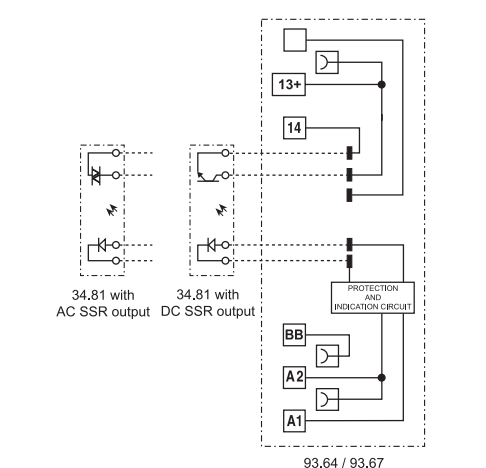 13+
14
34.81 with
AC SSR output
34.81 with
DC SSR output
PROTECTION
AND
INDICATION CIRCUIT
BB
A2
A1
93.64 / 93.67